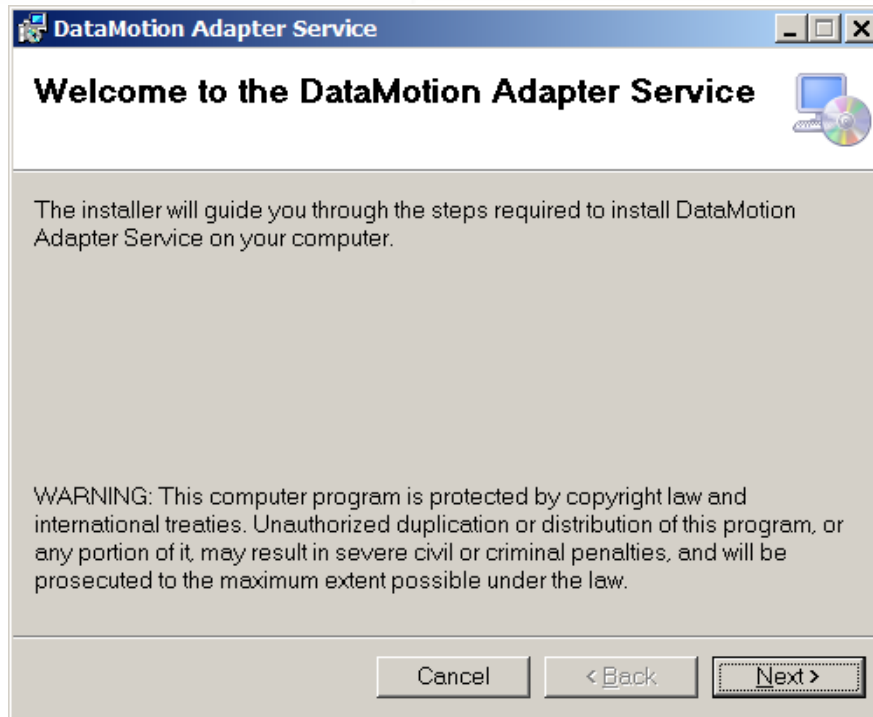 DataMotion Adapter Service
Welcome to the DataMotion Adapter Service
The installer will guide you through the steps required to install DataMotion
Adapter Service on your computer.
WARNING: This computer program is protected by copyright law and
international treaties. Unauthorized duplication or distribution of this program, or
any portion of it, may result in severe civil or criminal penalties, and will be
prosecuted to the maximum extent possible under the law.
Cancel < Back Next >